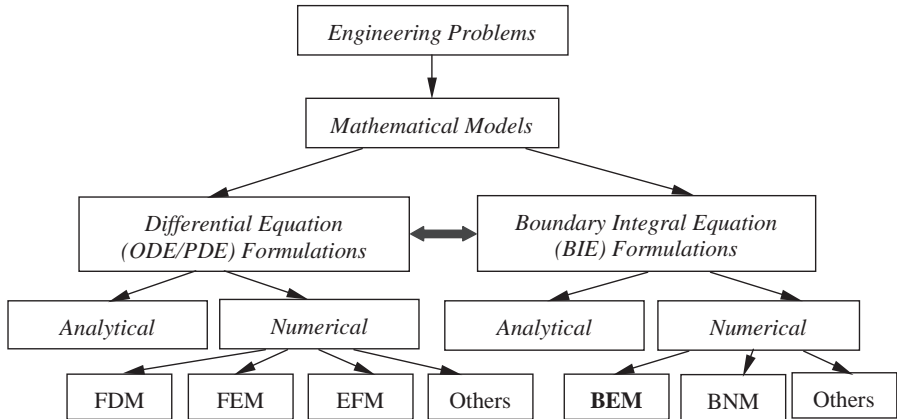 Engineering Problems
Mathematical Models
Differential Equation
(ODE/PDE) Formulations
Boundary Integral Equation
(BIE) Formulations
Analytical
Numerical
Analytical
Numerical
FDM
FEM
EFM
Others
BEM
BNM
Others